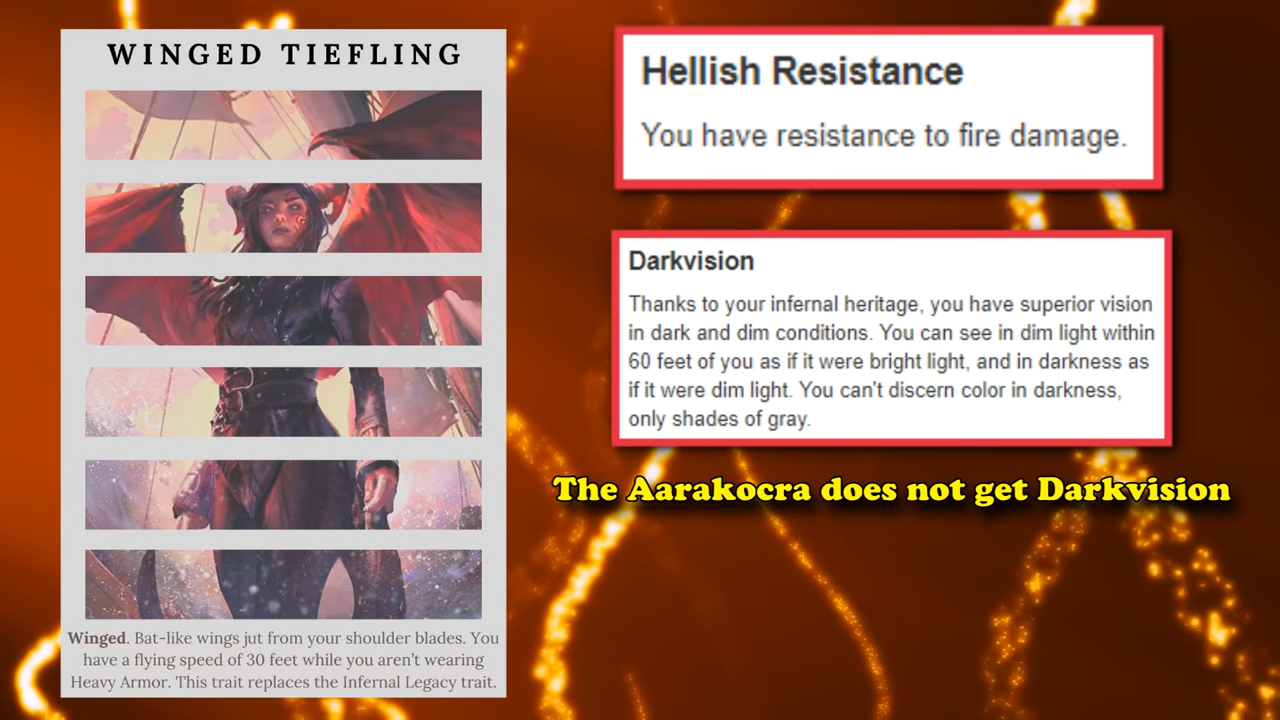 WINGED TIEFLING
Winged. Bat-like wings jut from your shoulder blades. You
have a flying speed of 30 feet while you aren't wearing
Heavy Armor. This trait replaces the Infernal Legacy trait.
Hellish Resistance
You have resistance to fire damage.
Darkvision
Thanks to your infernal heritage, you have superior vision
in dark and dim conditions. You can see in dim light within
60 feet of you as if it were bright light, and in darkness as
if it were dim light. You can't discern color in darkness,
only shades of gray.
The Aarakocra does not get Darkvision